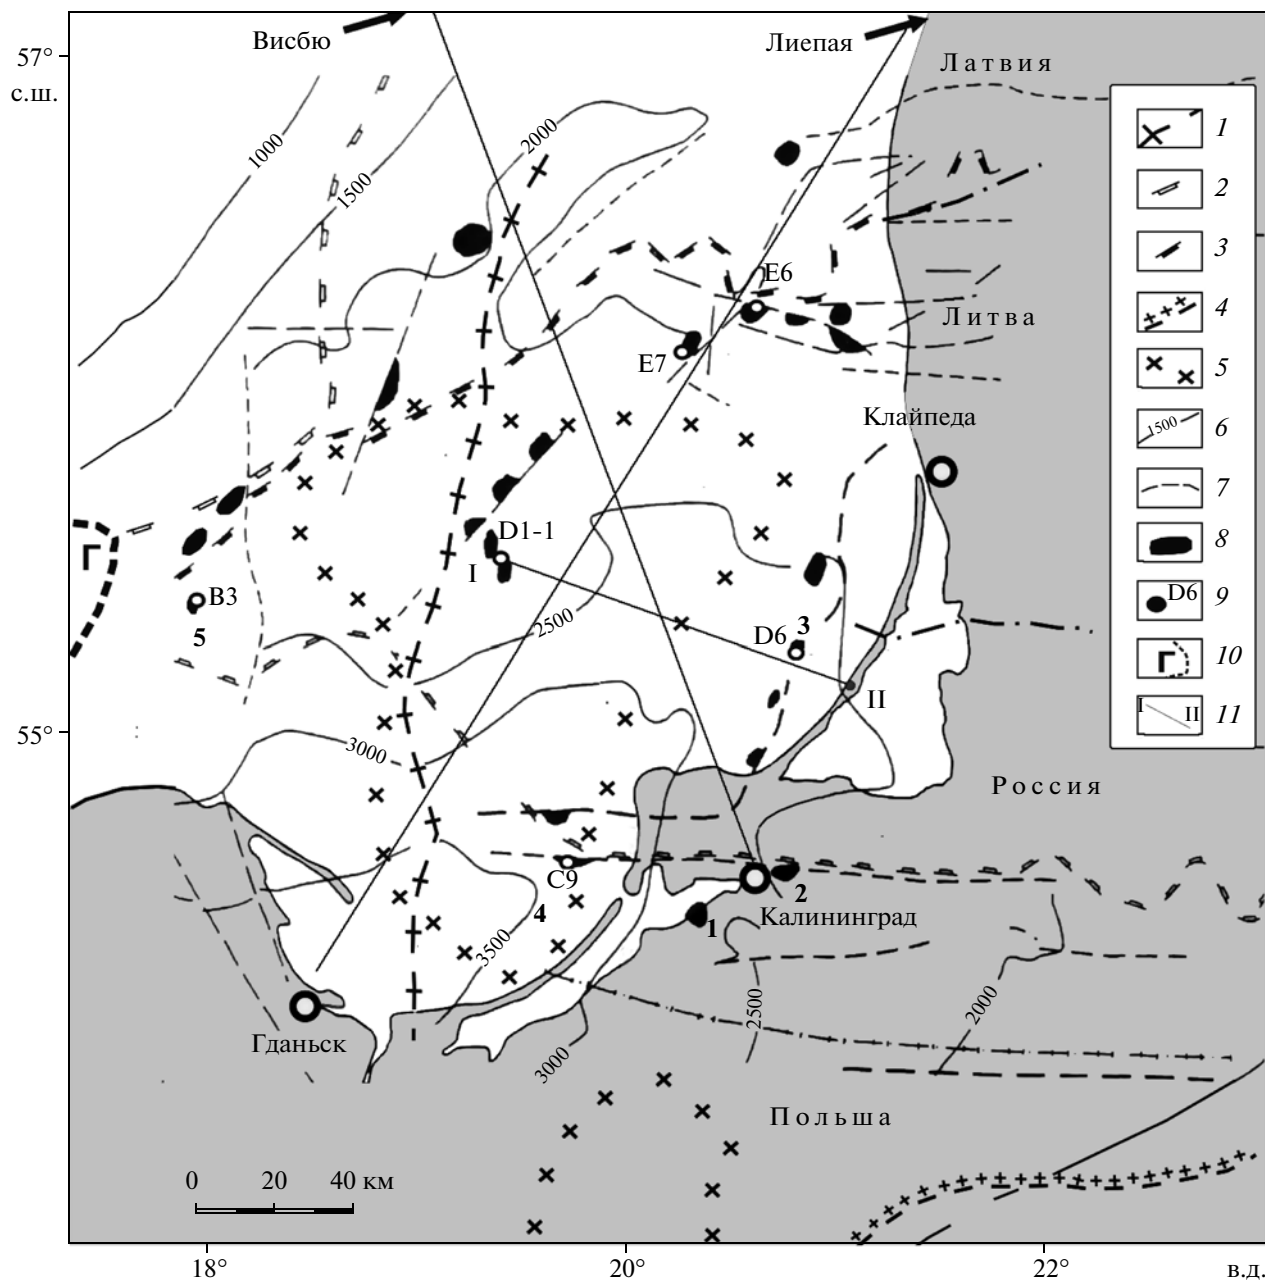 Висбю
Лиепая
57°
с.ш.
Латвия
1
2
3
4
5
1500
6
7
8
D6
9
Г
10
I
II
11
1000
1500
2000
E6
Литва
E7
Клайпеда
Г
D1-1
I
B3
5
2500
D6
3
II
55°
3000
Россия
C9
4
2
Калининград
1
3500
2500
2000
Гданьск
3000
Польша
0
20
40 км
18°
20°
22°
в.д.